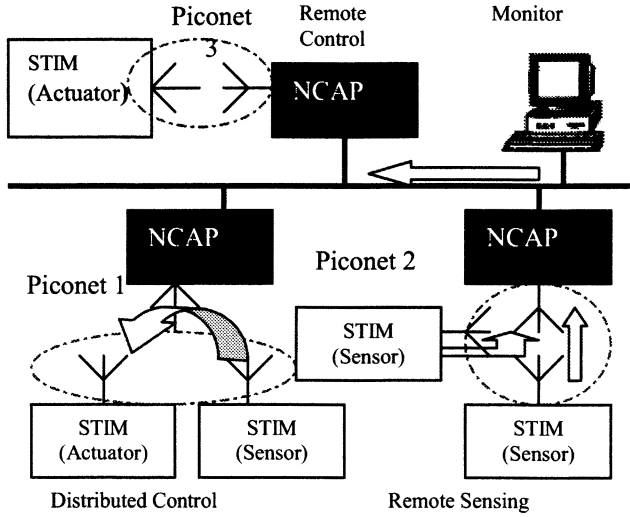 Piconet
3
Remote
Control
Monitor
STIM
(Actuator)
NCAP
NCAP
NCAP
Piconet 1
Piconet 2
STIM
(Sensor)
STIM
(Actuator)
STIM
(Sensor)
STIM
(Sensor)
Distributed Control
Remote Sensing